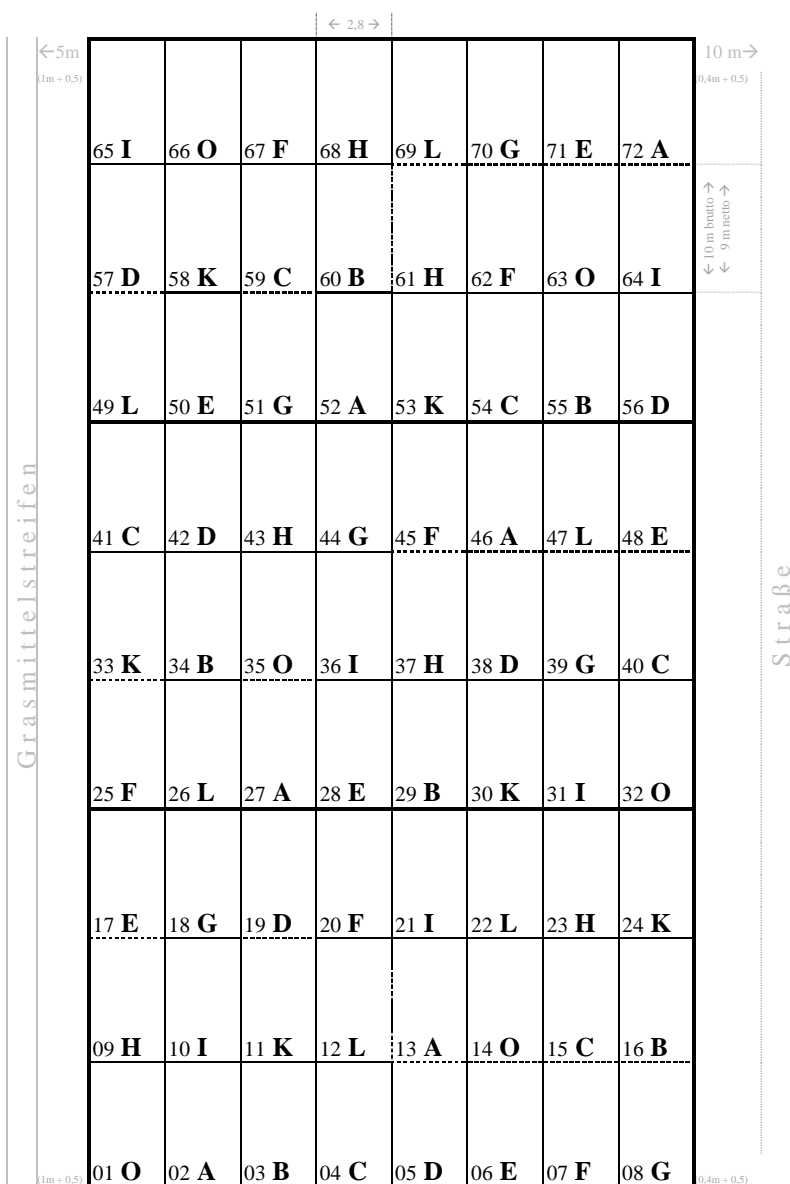 ← 2,8 →
←5m 10 m→
(1m + 0,5) 0,4m + 0,5)
65 I 66 O 67 F 68 H 69 L 70 G 71 E 72 A
← 10 m brutto →
← 9 m netto →
57 D 58 K 59 C 60 B 61 H 62 F 63 O 64 I
49 L 50 E 51 G 52 A 53 K 54 C 55 B 56 D
Grasmittelstreifen
41 C 42 D 43 H 44 G 45 F 46 A 47 L 48 E
Straße
33 K 34 B 35 O 36 I 37 H 38 D 39 G 40 C
25 F 26 L 27 A 28 E 29 B 30 K 31 I 32 O
17 E 18 G 19 D 20 F 21 I 22 L 23 H 24 K
09 H 10 I 11 K 12 L 13 A 14 O 15 C 16 B
(1m + 0,5) 01 O 02 A 03 B 04 C 05 D 06 E 07 F 08 G 0,4m + 0,5)